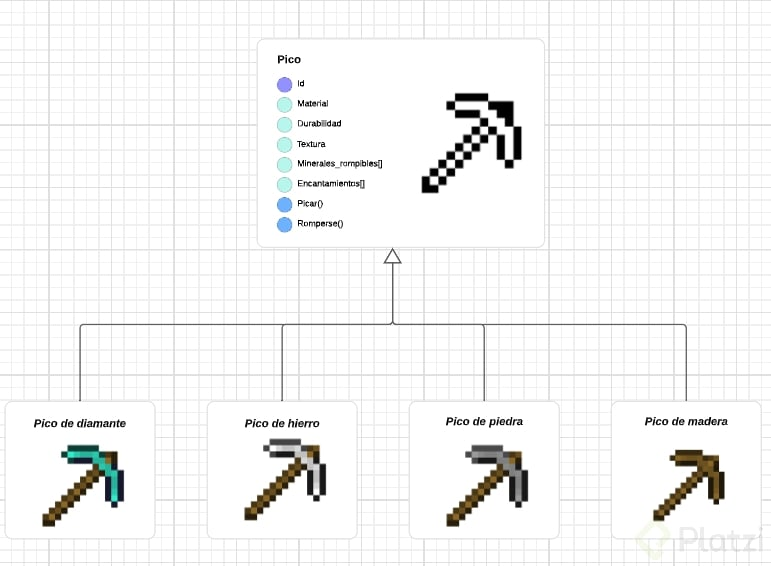 Pico
Id
Material
Durabilidad
Textura
Minerales_rompibles[]
Encantamientos[]
Picar()
Romperse()
Pico de diamante
Pico de hierro
Pico de piedra
Pico de madera
Platzi